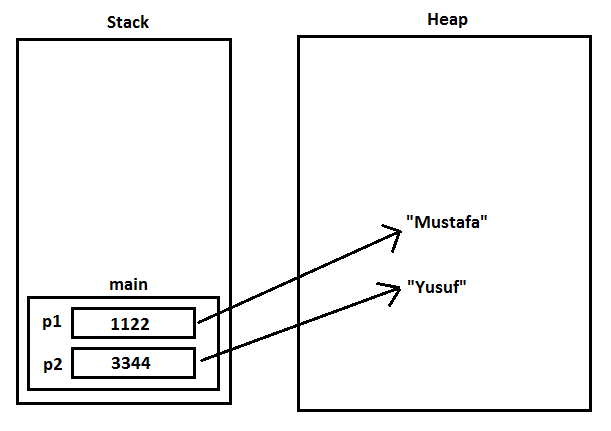 Stack
Heap
"Mustafa"
main
"Yusuf"
p1 1122
p2 3344